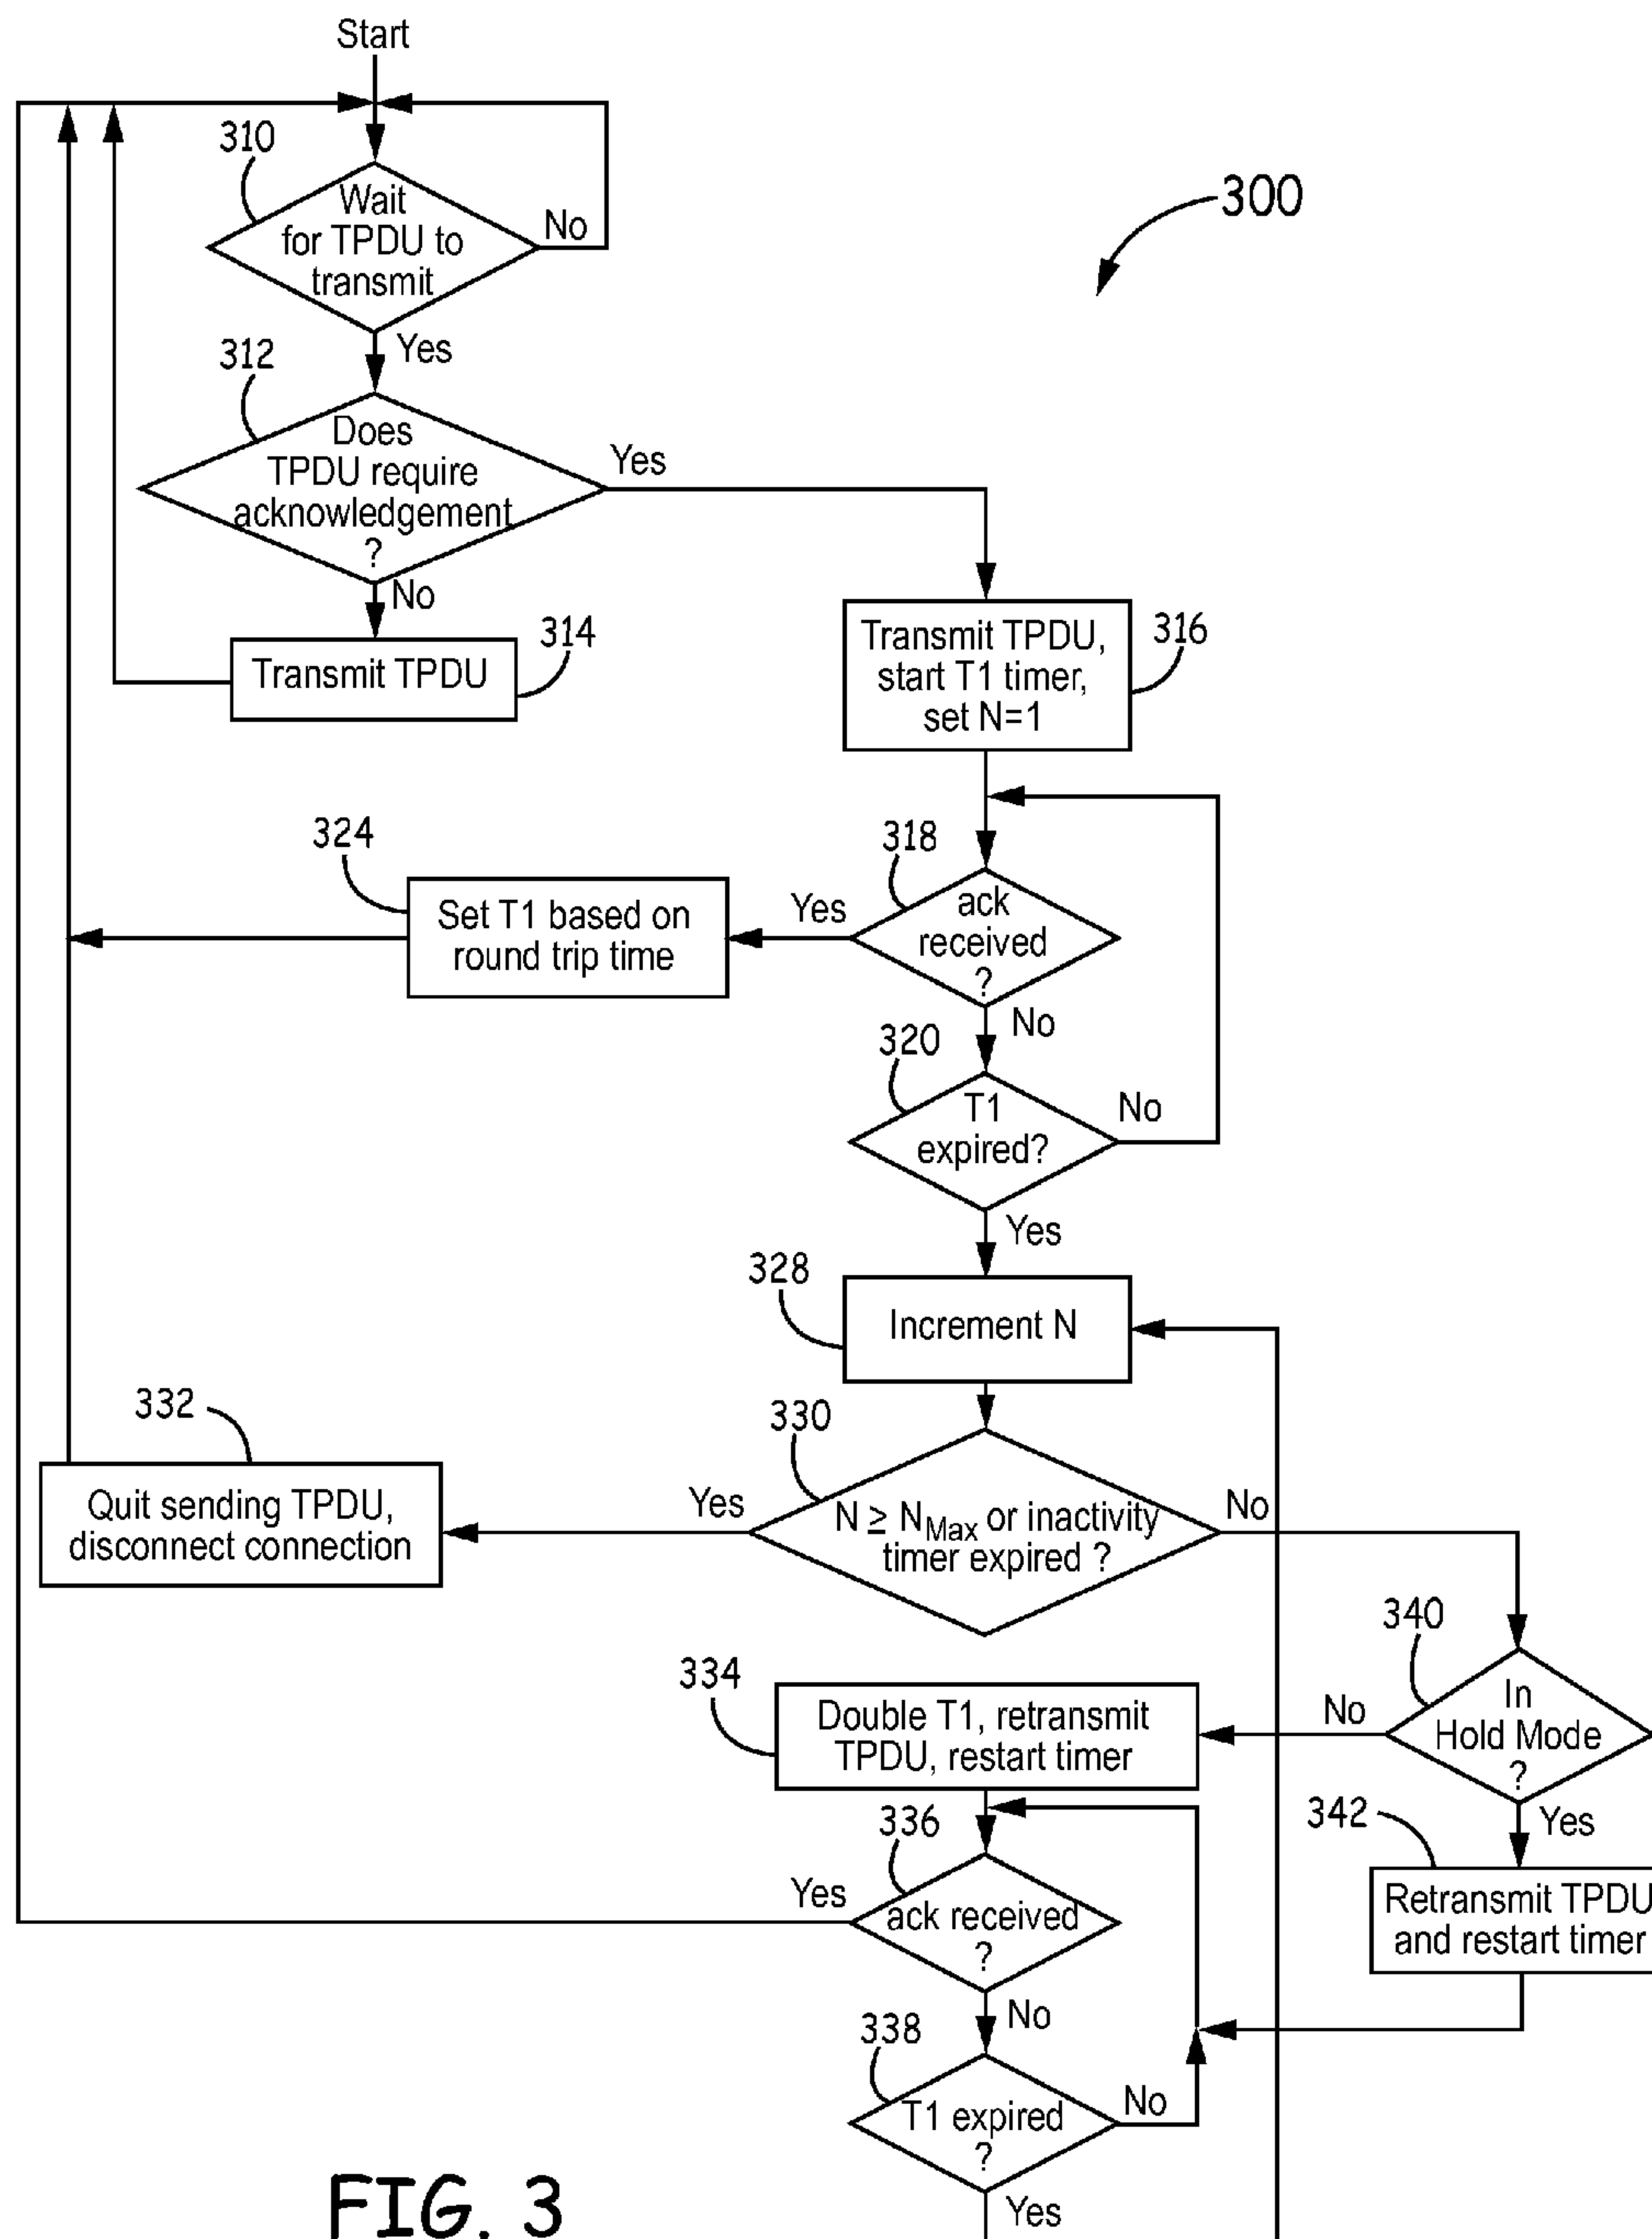 Start
310
Wait
for TPDU to
transmit
No
300
Yes
312
Does
TPDU require
acknowledgement
?
Yes
No
Transmit TPDU
314
Transmit TPDU,
start T1 timer,
set N=1
316
324
Set T1 based on
round trip time
Yes
318
ack
received
?
No
320
T1
expired?
No
Yes
328
Increment N
332
Quit sending TPDU,
disconnect connection
Yes
330
N ≥ NMax or inactivity
timer expired ?
No
340
In
Hold Mode
?
No
334
Double T1, retransmit
TPDU, restart timer
Yes
342
Retransmit TPDU
and restart timer
336
Yes
ack received
?
No
338
T1 expired
?
No
Yes
FIG. 3